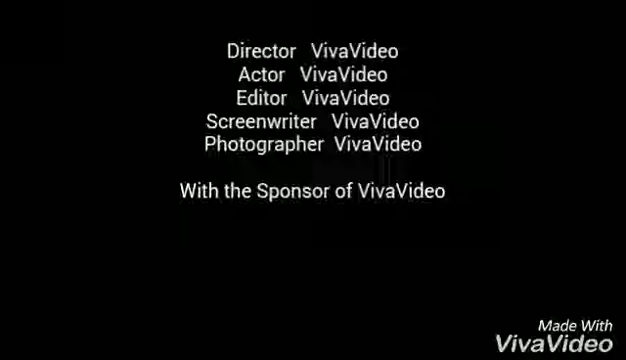 Director VivaVideo
Actor VivaVideo
Editor VivaVideo
Screenwriter VivaVideo
Photographer VivaVideo
With the Sponsor of VivaVideo
Made With
VivaVideo